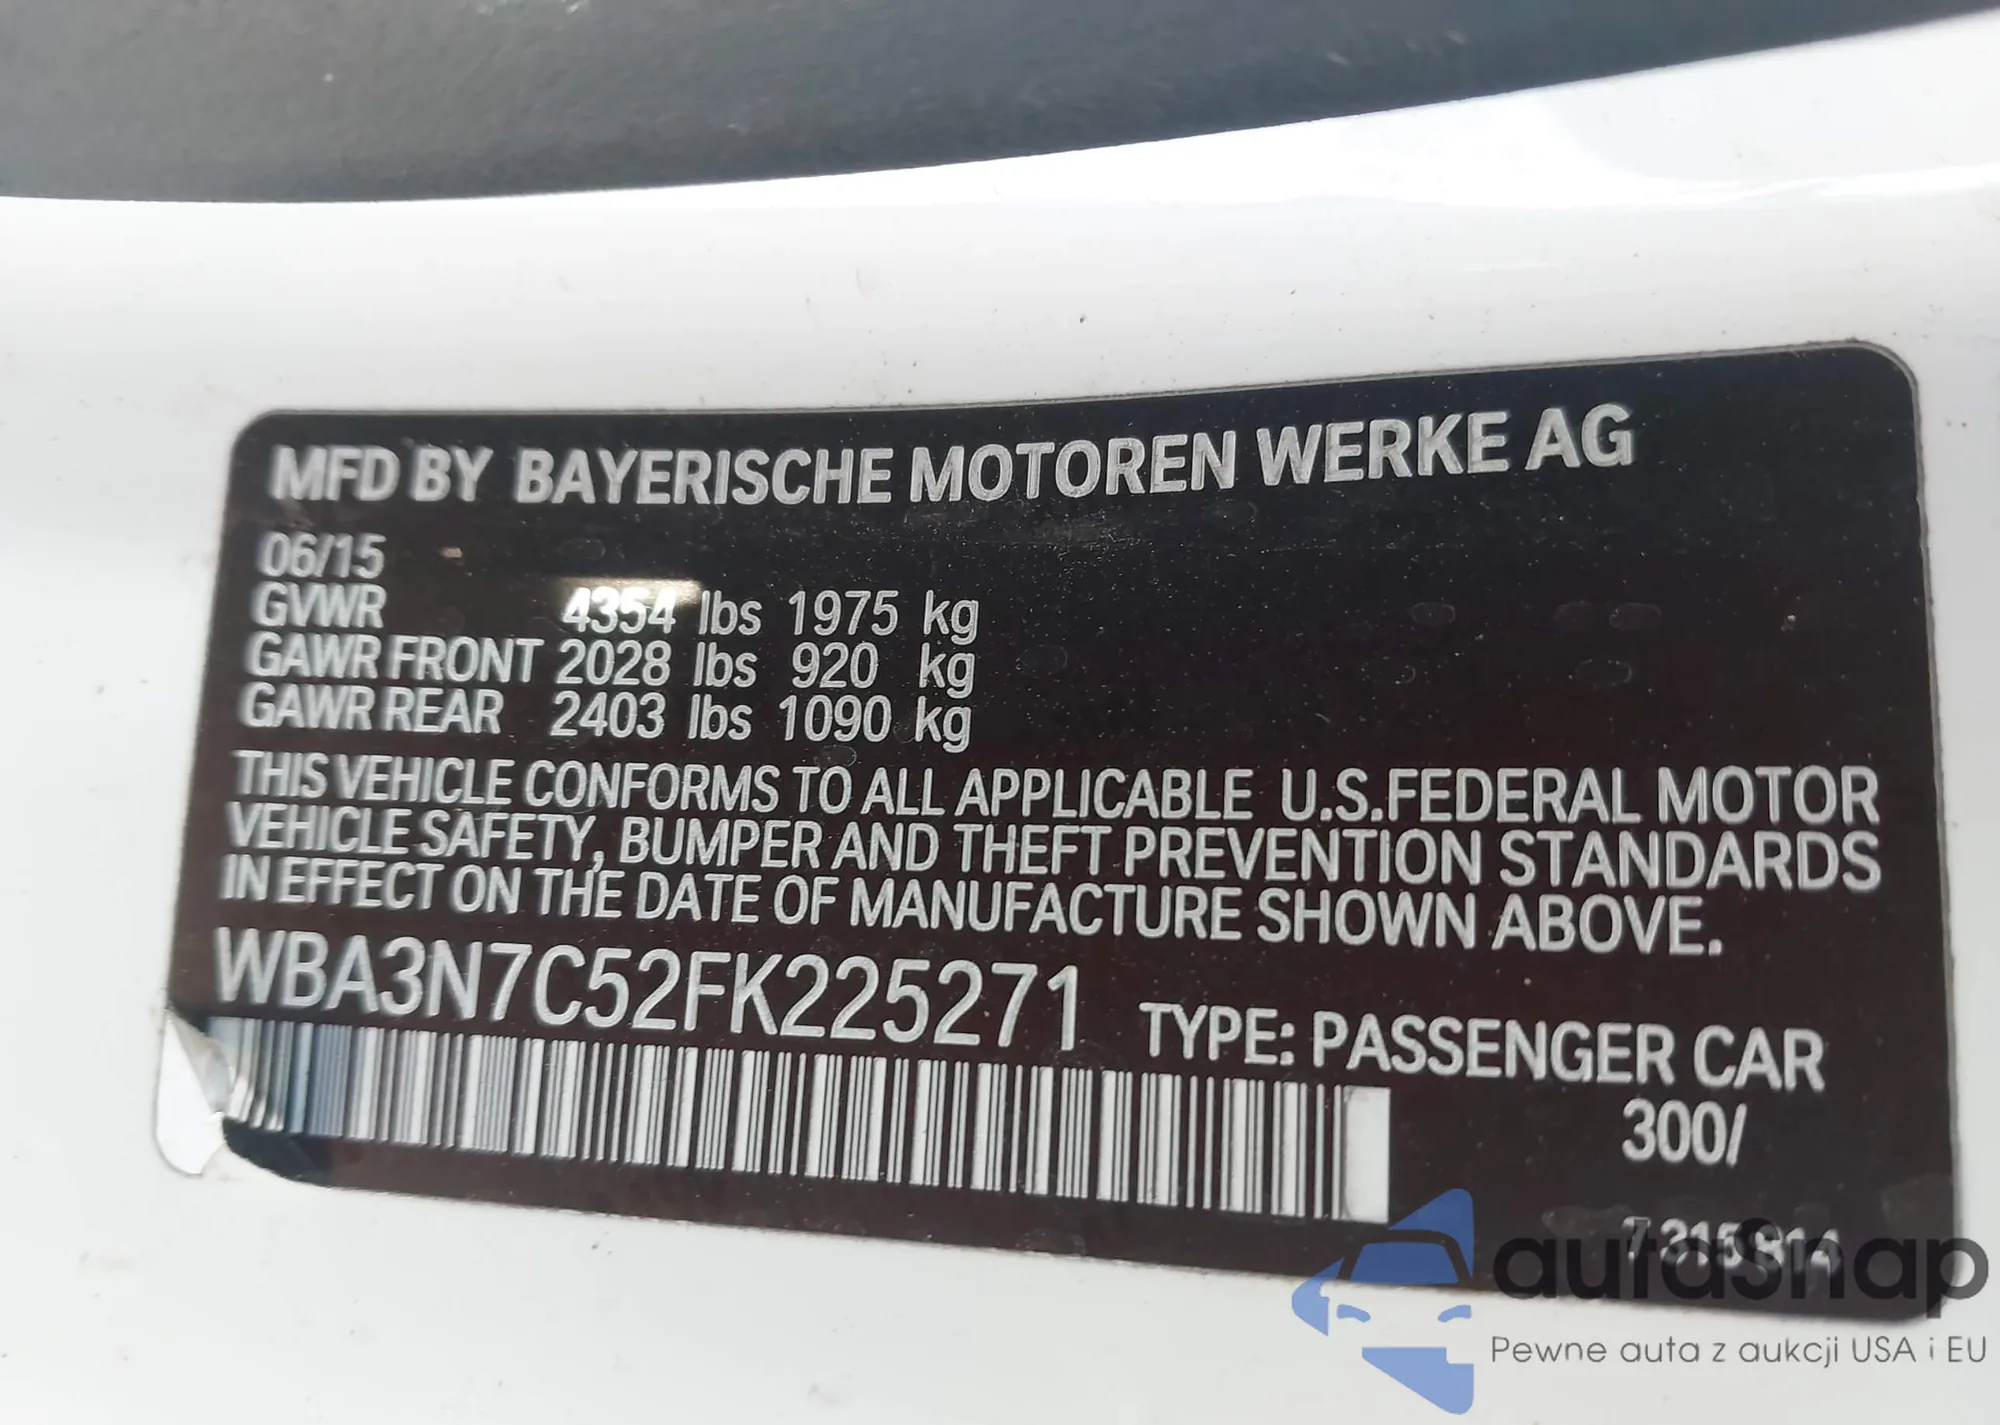 MFD BY BAYERISCHE MOTOREN WERKE AG
06/15
GVWR 4354 lbs 1975 kg
GAWR FRONT 2028 lbs 920 kg
GAWR REAR 2403 lbs 1090 kg
THIS VEHICLE CONFORMS TO ALL APPLICABLE U.S.FEDERAL MOTOR
VEHICLE SAFETY, BUMPER AND THEFT PREVENTION STANDARDS
IN EFFECT ON THE DATE OF MANUFACTURE SHOWN ABOVE.
WBA3N7C52FK225271 TYPE: PASSENGER CAR
300/
autosnap
Pewne auta z aukcji USA i EU